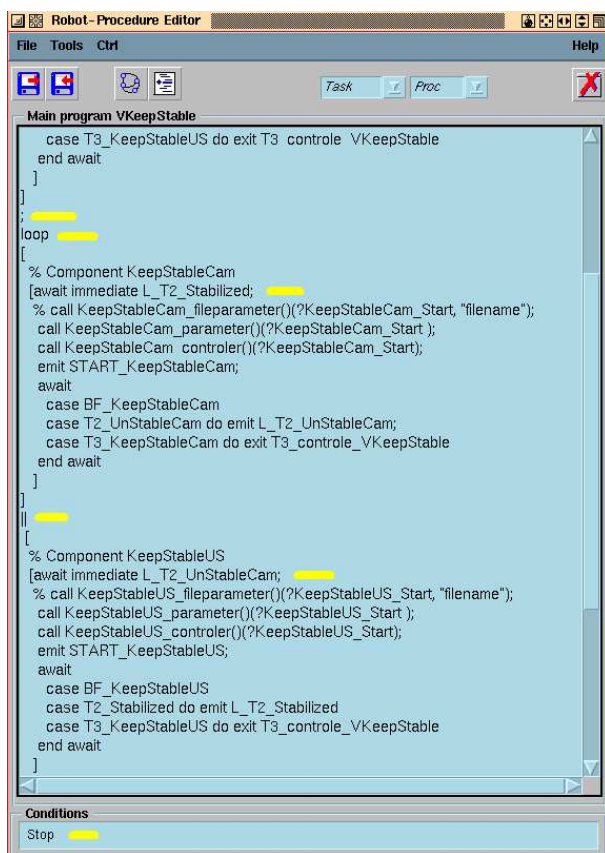 Robot-Procedure Editor
File Tools Ctrl Help
Task Proc
Main program VKeepStable
case T3_KeepStableUS do exit T3 controle VKeepStable
end await
]
]
;
loop
[
% Component KeepStableCam
[await immediate L_T2_Stabilized;
% call KeepStableCam_fileparameter()(?KeepStableCam_Start, "filename");
call KeepStableCam_parameter()(?KeepStableCam_Start );
call KeepStableCam controler()(?KeepStableCam_Start);
emit START_KeepStableCam;
await
case BF_KeepStableCam
case T2_UnStableCam do emit L_T2_UnStableCam;
case T3_KeepStableCam do exit T3_controle_VKeepStable
end await
]
]
||
[
% Component KeepStableUS
[await immediate L_T2_UnStableCam;
% call KeepStableUS_fileparameter()(?KeepStableUS_Start, "filename");
call KeepStableUS_parameter()(?KeepStableUS_Start );
call KeepStableUS_controler()(?KeepStableUS_Start);
emit START_KeepStableUS;
await
case BF_KeepStableUS
case T2_Stabilized do emit L_T2_Stabilized
case T3_KeepStableUS do exit T3_controle_VKeepStable
end await
]
Conditions
Stop